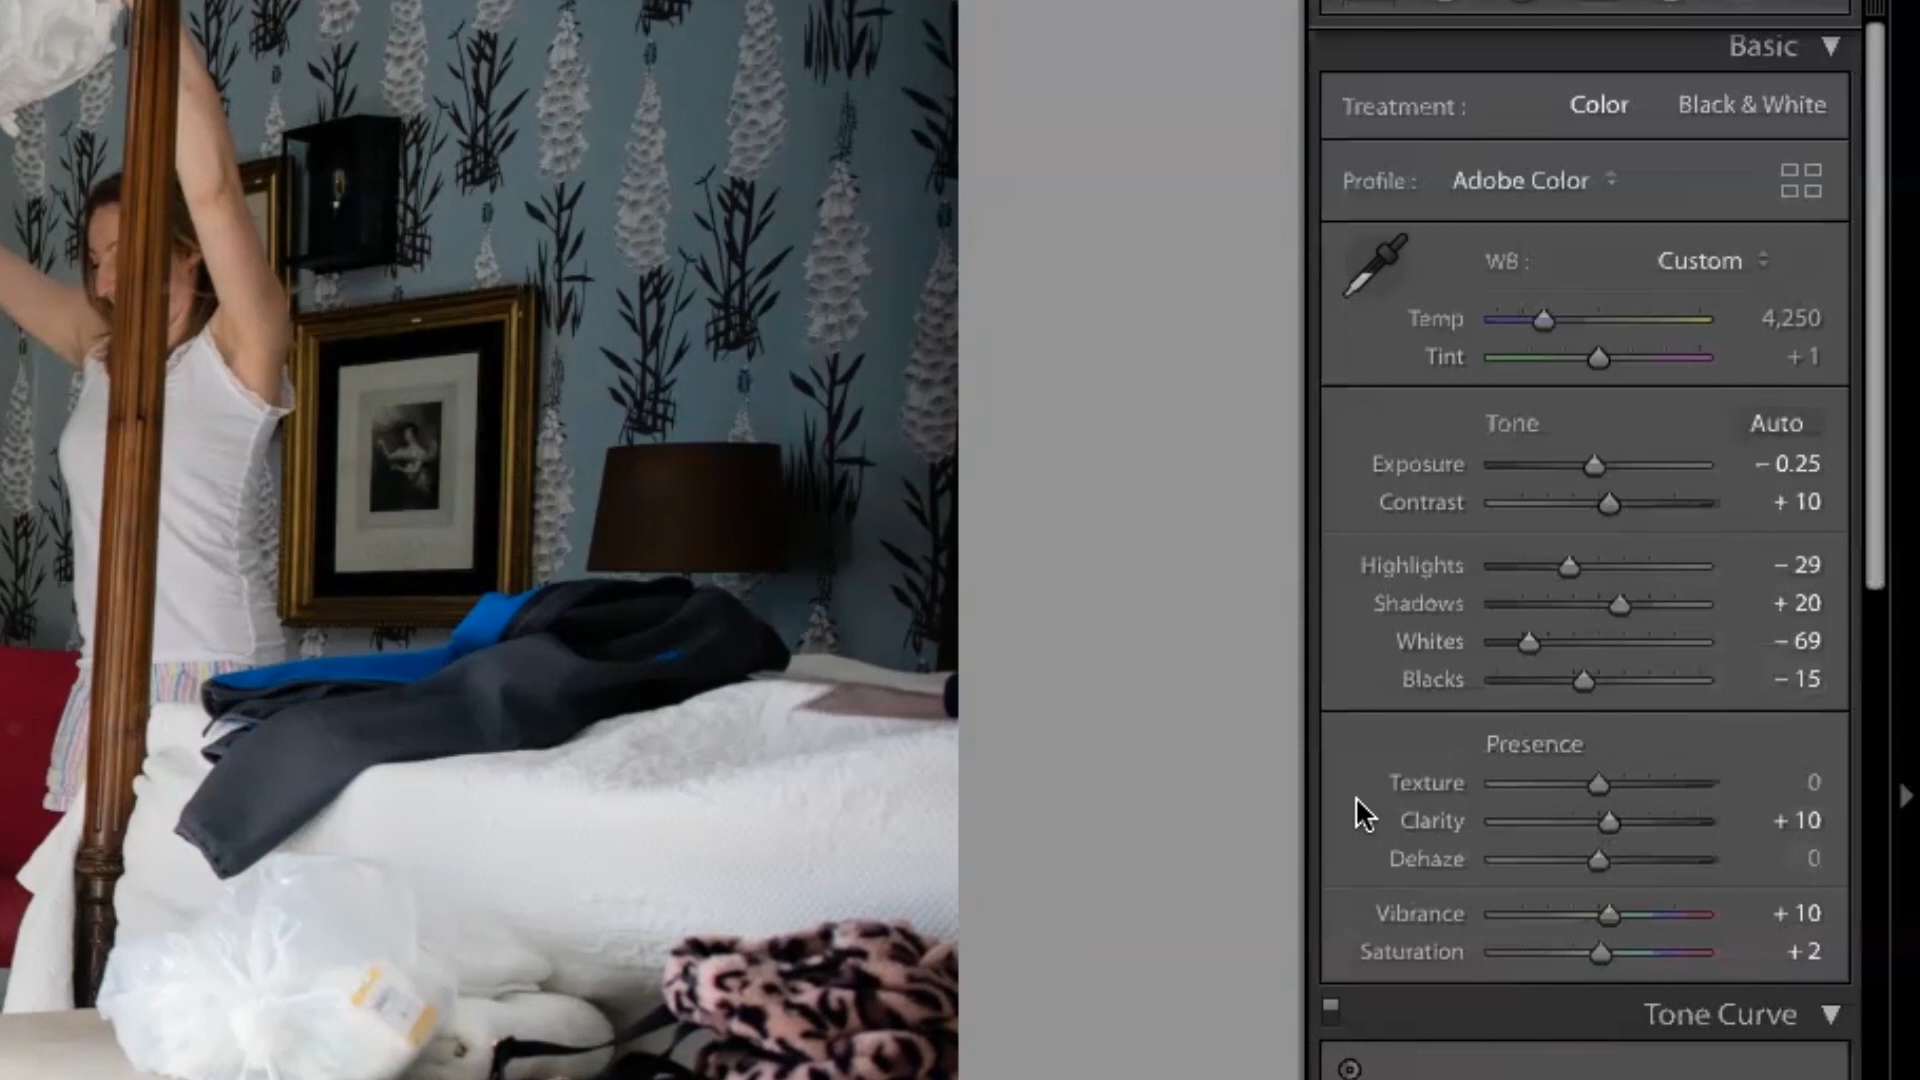 Basic
Treatment : Color Black & White
Profile : Adobe Color
WB : Custom
Temp 4,250
Tint + 1
Tone Auto
Exposure – 0.25
Contrast + 10
Highlights – 29
Shadows + 20
Whites – 69
Blacks – 15
Presence
Texture 0
Clarity + 10
Dehaze 0
Vibrance + 10
Saturation + 2
Tone Curve